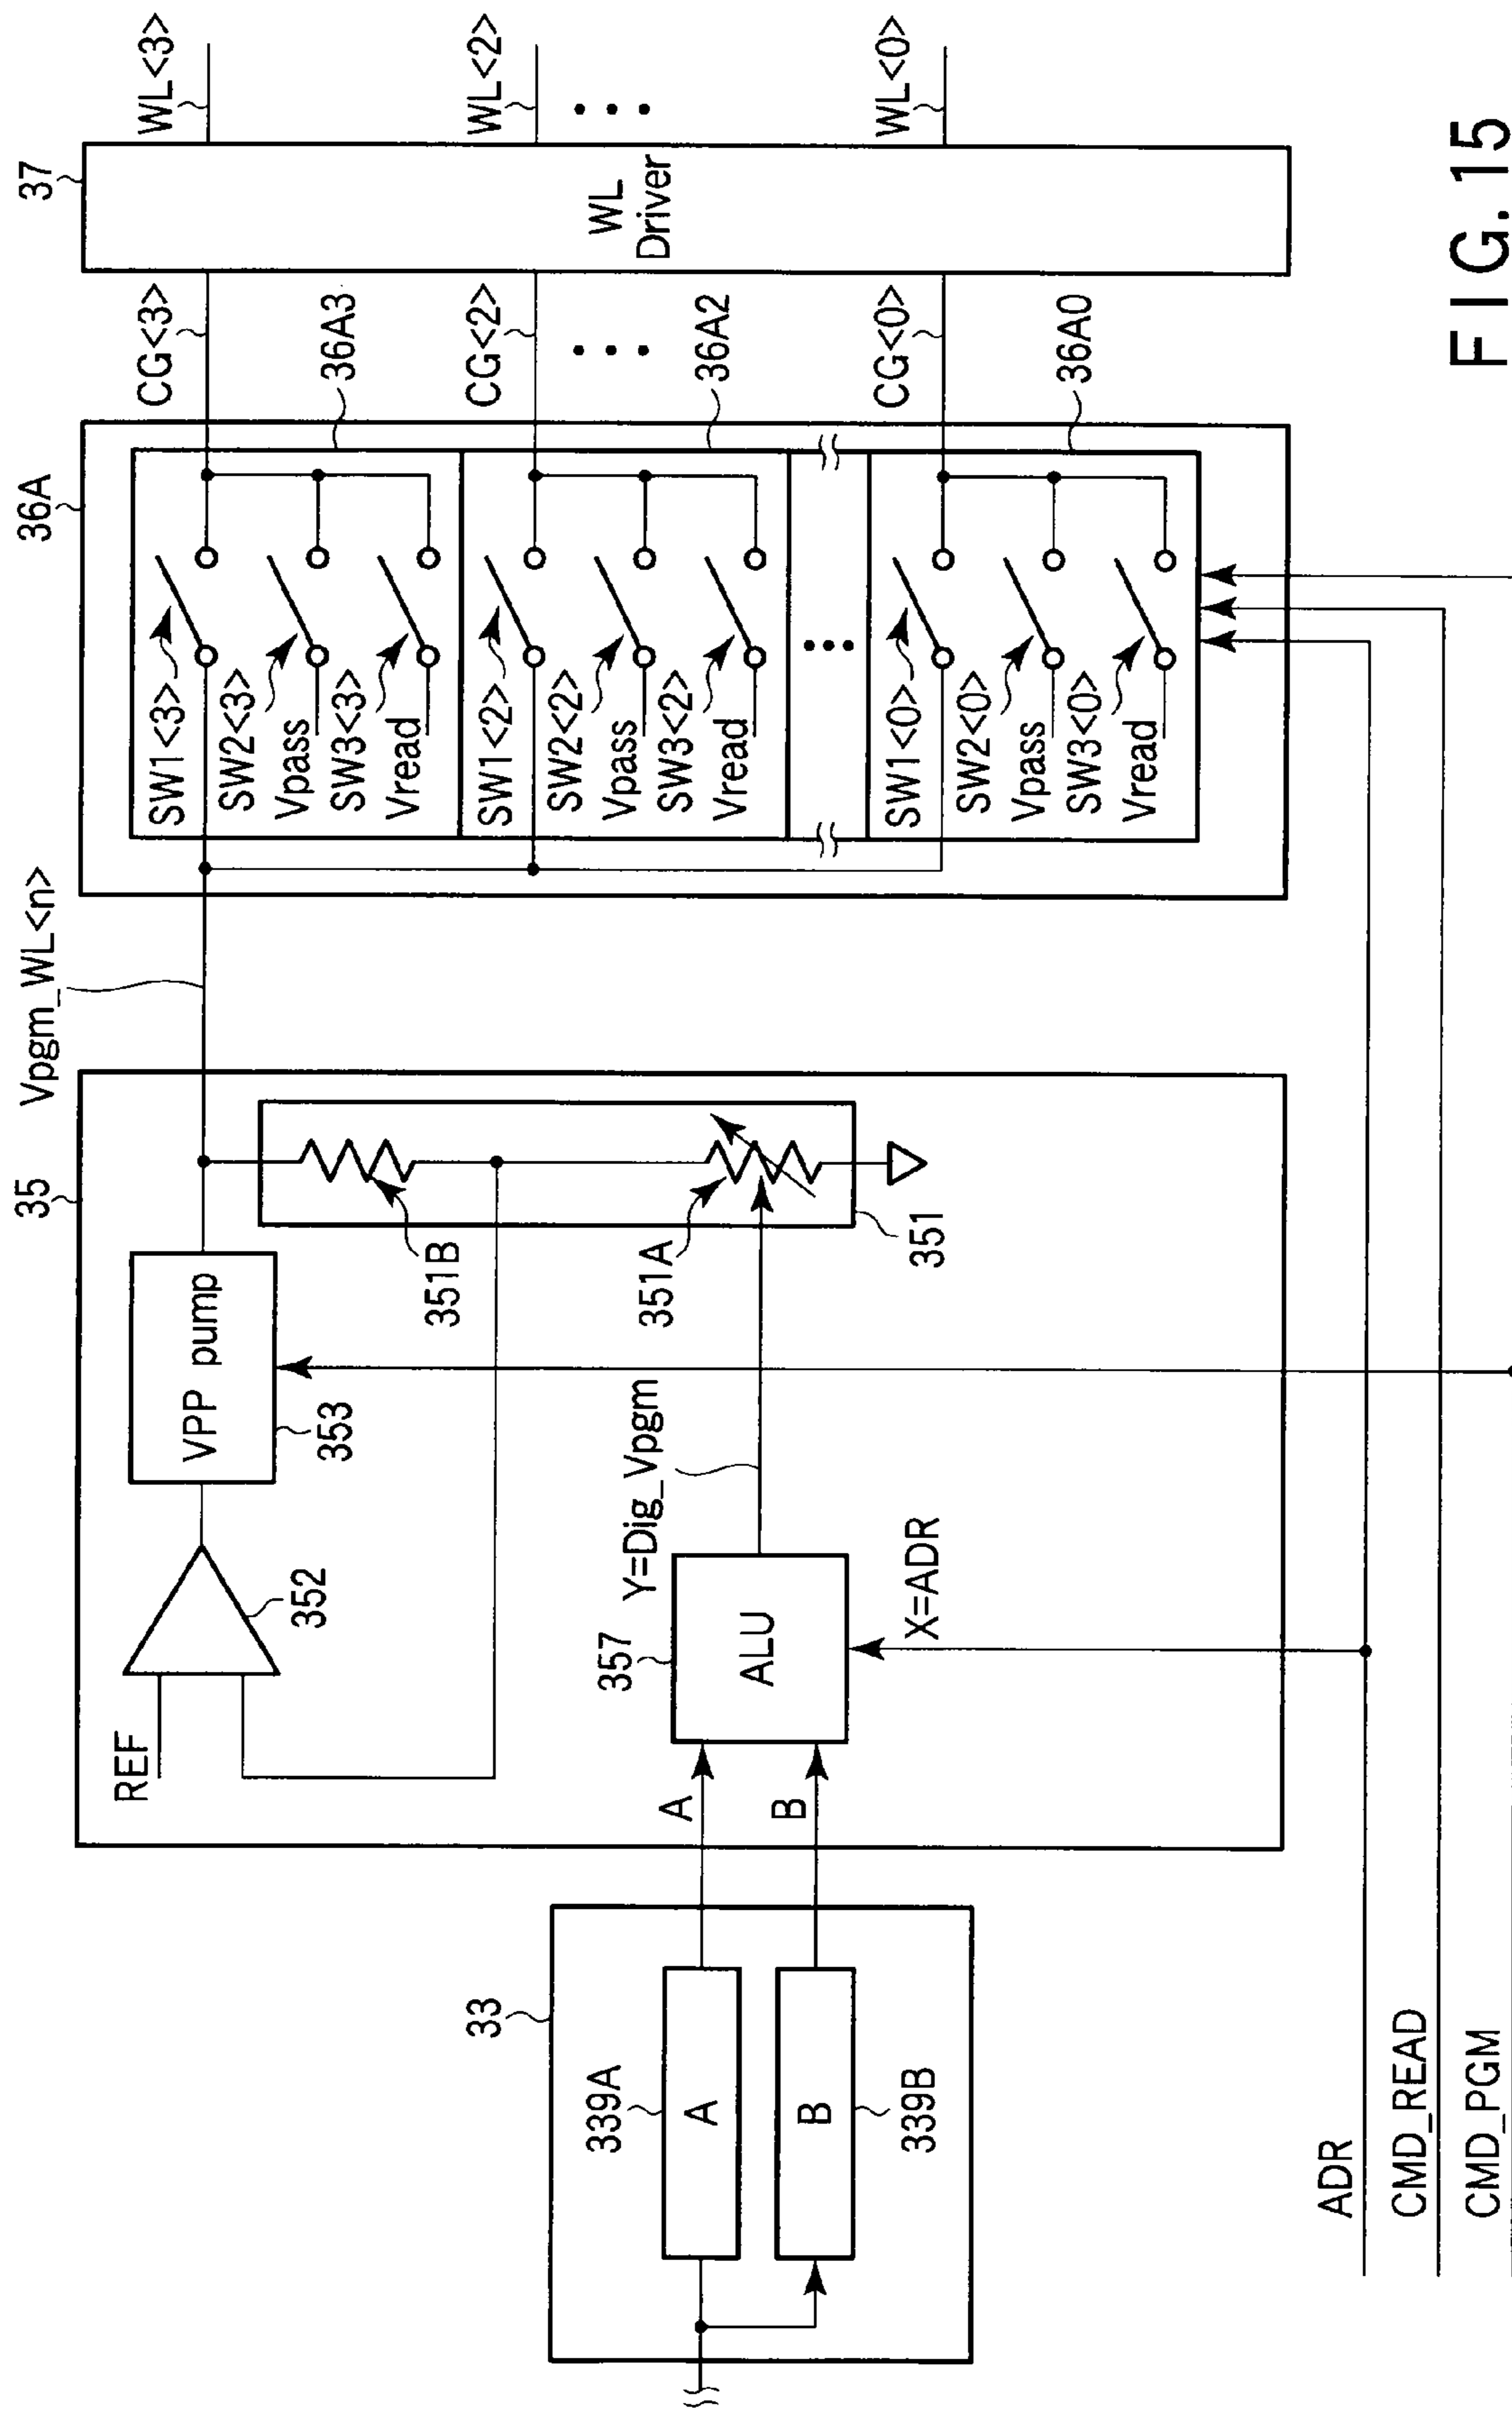 33
339A
A
B
339B
A
B
35
REF
352
VPP pump
353
351B
351A
351
357
ALU
Y=Dig_Vpgm
X=ADR
Vpgm_WL<n>
36A
SW1<3>
SW2<3>
Vpass
SW3<3>
Vread
SW1<2>
SW2<2>
Vpass
SW3<2>
Vread
SW1<0>
SW2<0>
Vpass
SW3<0>
Vread
CG<3>
36A3
CG<2>
36A2
CG<0>
36A0
37
WL
Driver
WL<3>
WL<2>
WL<0>
ADR
CMD_READ
CMD_PGM
FIG. 15